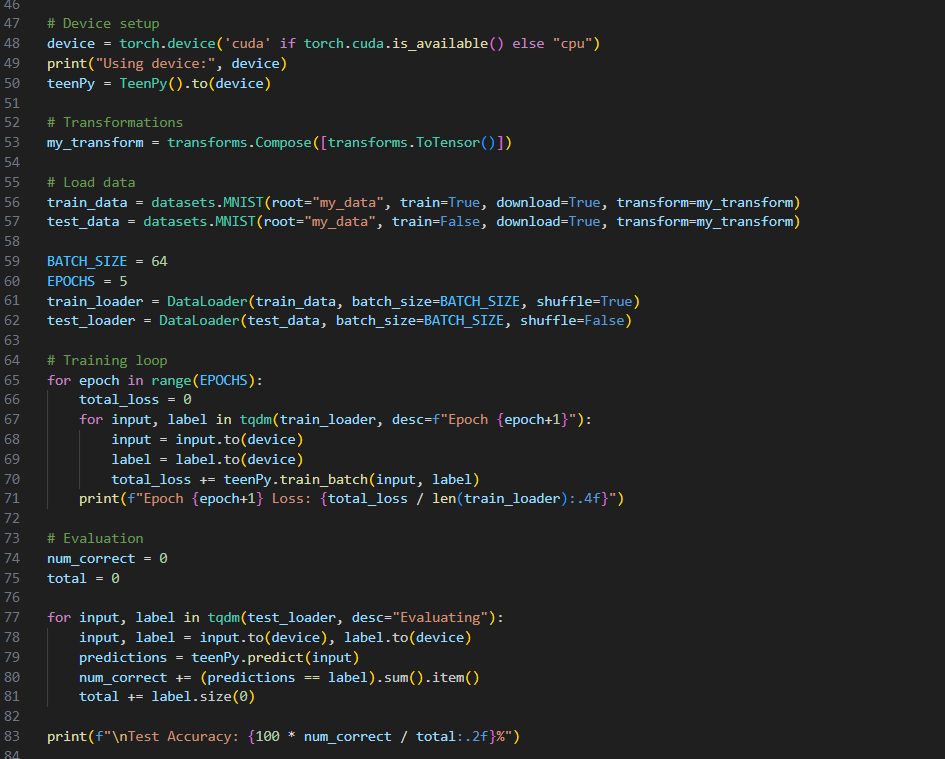 46
47 # Device setup
48 device = torch.device('cuda' if torch.cuda.is_available() else "cpu")
49 print("Using device:", device)
50 teenPy = TeenPy().to(device)
51
52 # Transformations
53 my_transform = transforms.Compose([transforms.ToTensor()])
54
55 # Load data
56 train_data = datasets.MNIST(root="my_data", train=True, download=True, transform=my_transform)
57 test_data = datasets.MNIST(root="my_data", train=False, download=True, transform=my_transform)
58
59 BATCH_SIZE = 64
60 EPOCHS = 5
61 train_loader = DataLoader(train_data, batch_size=BATCH_SIZE, shuffle=True)
62 test_loader = DataLoader(test_data, batch_size=BATCH_SIZE, shuffle=False)
63
64 # Training loop
65 for epoch in range(EPOCHS):
66     total_loss = 0
67     for input, label in tqdm(train_loader, desc=f"Epoch {epoch+1}"):
68         input = input.to(device)
69         label = label.to(device)
70         total_loss += teenPy.train_batch(input, label)
71     print(f"Epoch {epoch+1} Loss: {total_loss / len(train_loader):.4f}")
72
73 # Evaluation
74 num_correct = 0
75 total = 0
76
77 for input, label in tqdm(test_loader, desc="Evaluating"):
78     input, label = input.to(device), label.to(device)
79     predictions = teenPy.predict(input)
80     num_correct += (predictions == label).sum().item()
81     total += label.size(0)
82
83 print(f"\nTest Accuracy: {100 * num_correct / total:.2f}%")
84